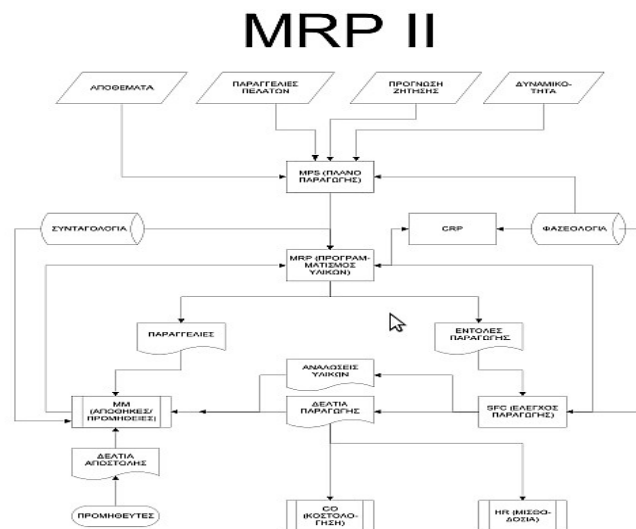 MRP II
ΑΠΟΘΕΜΑΤΑ
ΠΑΡΑΓΓΕΛΙΕΣ
ΠΕΛΑΤΩΝ
ΠΡΟΓΝΩΣΗ
ΖΗΤΗΣΗΣ
ΔΥΝΑΜΙΚΟ-
ΤΗΤΑ
MPS (ΠΛΑΝΟ
ΠΑΡΑΓΩΓΗΣ)
ΣΥΝΤΑΓΟΛΟΓΙΑ
CRP
ΦΑΣΕΟΛΟΓΙΑ
MRP (ΠΡΟΓΡΑΜ-
ΜΑΤΙΣΜΟΣ
ΥΛΙΚΩΝ)
ΠΑΡΑΓΓΕΛΙΕΣ
ΕΝΤΟΛΕΣ
ΠΑΡΑΓΩΓΗΣ
ΑΝΑΛΩΣΕΙΣ
ΥΛΙΚΩΝ
MM
(ΑΠΟΘΗΚΕΣ/
ΠΡΟΜΗΘΕΙΕΣ)
ΔΕΛΤΙΑ
ΠΑΡΑΓΩΓΗΣ
SFC (ΕΛΕΓΧΟΣ
ΠΑΡΑΓΩΓΗΣ)
ΔΕΛΤΙΑ
ΑΠΟΣΤΟΛΗΣ
ΠΡΟΜΗΘΕΥΤΕΣ
CO
(ΚΟΣΤΟΛΟ-
ΓΗΣΗ)
HR (ΜΙΣΘΟ-
ΔΟΣΙΑ)